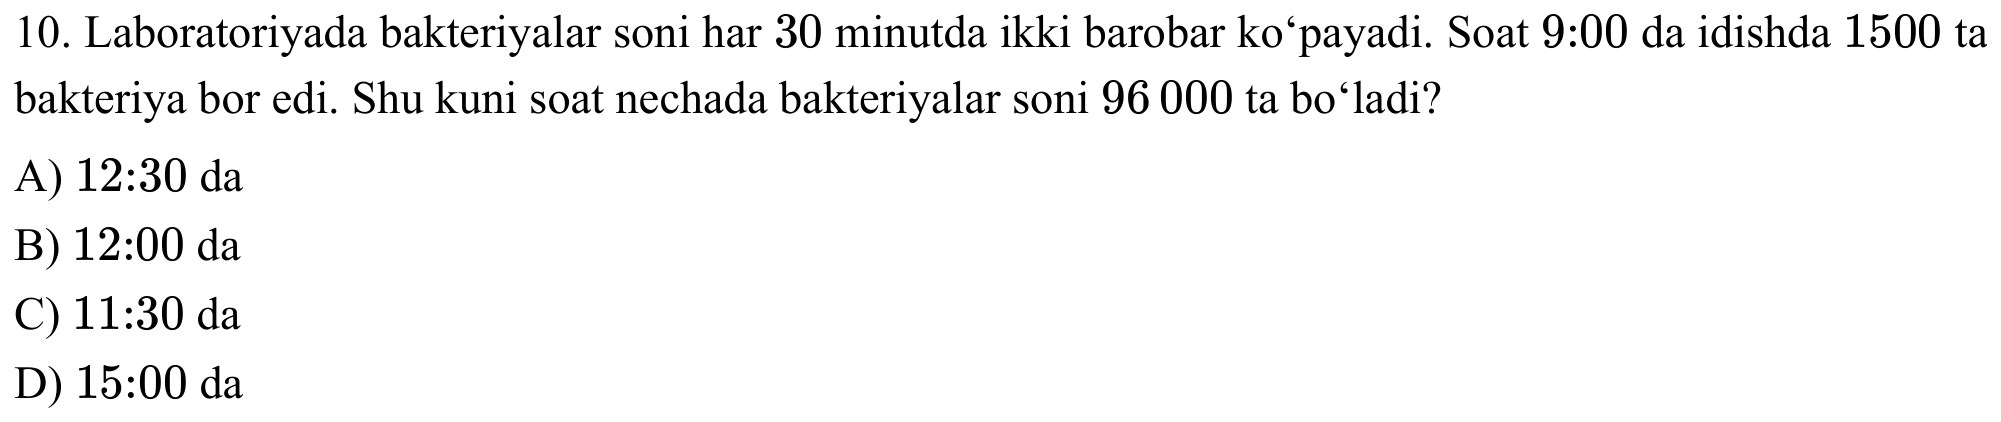 10. Laboratoriyada bakteriyalar soni har 30 minutda ikki barobar ko‘payadi. Soat 9:00 da idishda 1500 ta
bakteriya bor edi. Shu kuni soat nechada bakteriyalar soni 96 000 ta bo‘ladi?
A) 12:30 da
B) 12:00 da
C) 11:30 da
D) 15:00 da